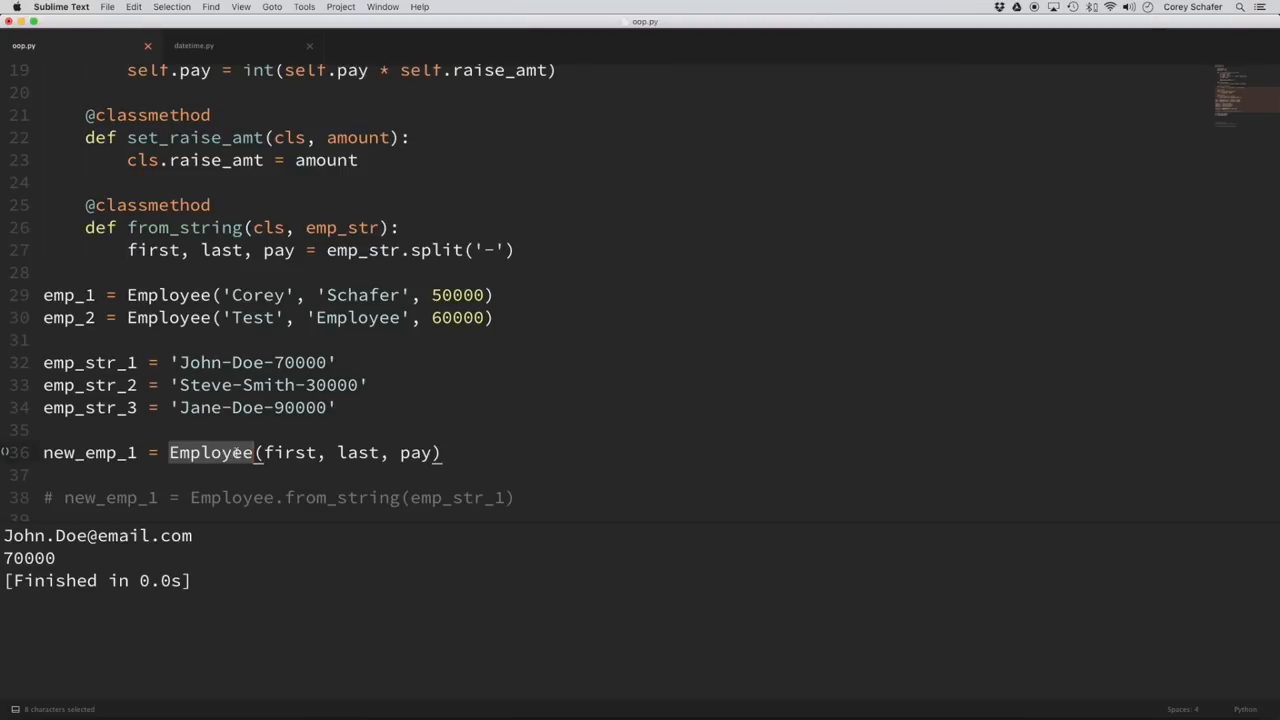 Sublime Text File Edit Selection Find View Goto Tools Project Window Help Corey Schafer
oop.py
oop.py datetime.py
19 self.pay = int(self.pay * self.raise_amt)
20
21 @classmethod
22 def set_raise_amt(cls, amount):
23 cls.raise_amt = amount
24
25 @classmethod
26 def from_string(cls, emp_str):
27 first, last, pay = emp_str.split('-')
28
29 emp_1 = Employee('Corey', 'Schafer', 50000)
30 emp_2 = Employee('Test', 'Employee', 60000)
31
32 emp_str_1 = 'John-Doe-70000'
33 emp_str_2 = 'Steve-Smith-30000'
34 emp_str_3 = 'Jane-Doe-90000'
35
36 new_emp_1 = Employee(first, last, pay)
37
38 # new_emp_1 = Employee.from_string(emp_str_1)
39
John.Doe@email.com
70000
[Finished in 0.0s]
8 characters selected Spaces: 4 Python